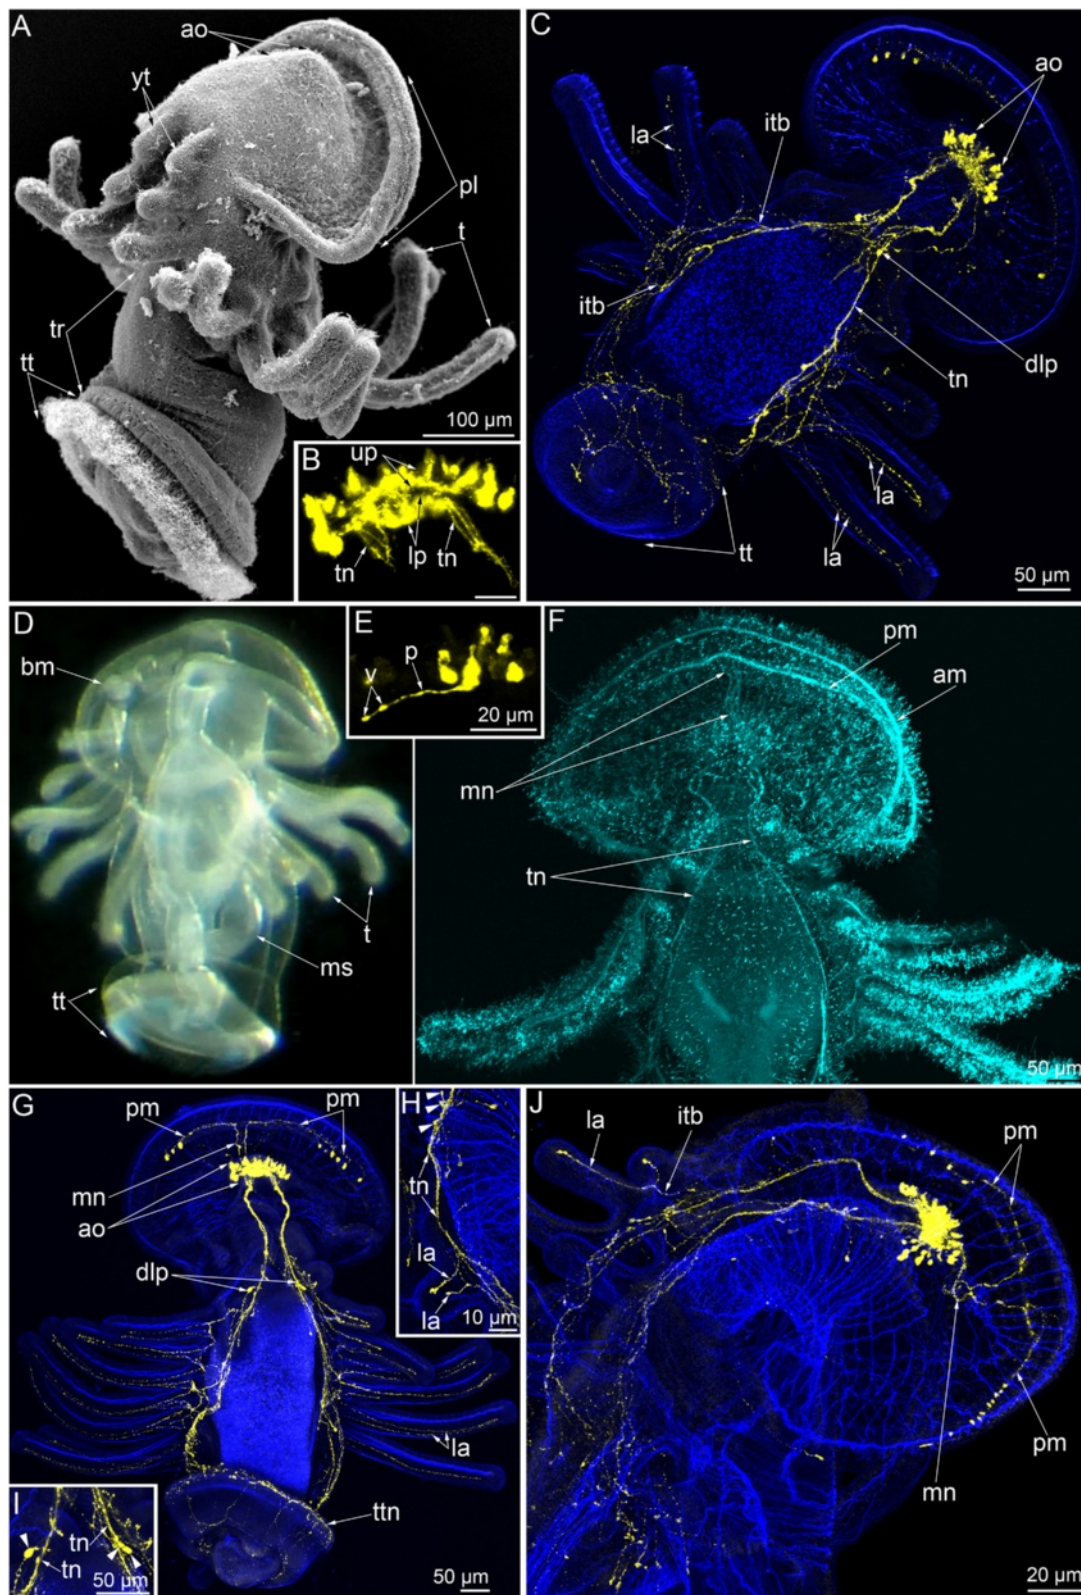 A
ao
yt
pl
t
tr
tt
100 µm
B
up
lp
tn
tn
C
ao
la
itb
itb
dlp
tn
la
la
tt
50 µm
D
bm
t
ms
tt
E
p
v
20 µm
F
pm
am
mn
tn
50 µm
G
pm
pm
mn
ao
dlp
la
ttn
50 µm
H
tn
la
la
10 µm
I
tn
tn
50 µm
J
la
itb
pm
pm
mn
20 µm